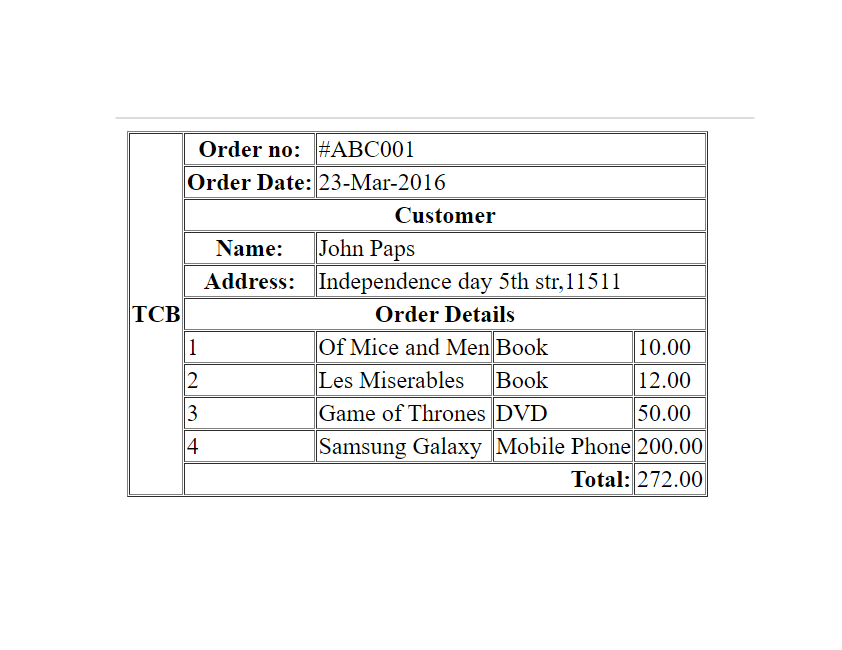 Order no: #ABC001
Order Date: 23-Mar-2016
Customer
Name: John Paps
Address: Independence day 5th str,11511
TCB
Order Details
1 Of Mice and Men Book 10.00
2 Les Miserables Book 12.00
3 Game of Thrones DVD 50.00
4 Samsung Galaxy Mobile Phone 200.00
Total: 272.00